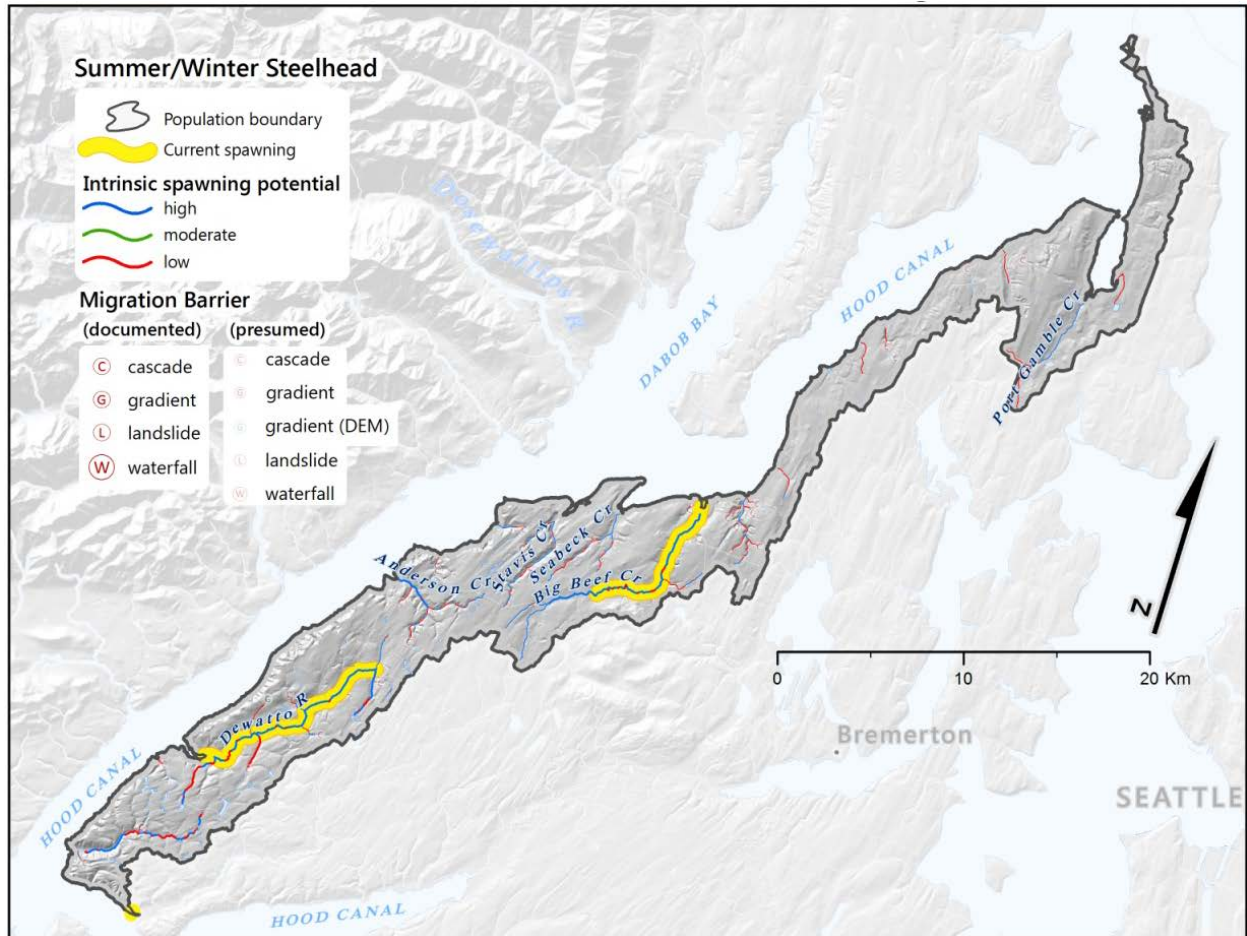 Summer/Winter Steelhead
Population boundary
Current spawning
Intrinsic spawning potential
high
moderate
low
Migration Barrier
(documented) (presumed)
C cascade C cascade
G gradient G gradient
G gradient (DEM)
L landslide L landslide
W waterfall W waterfall
Dosewallips R
DABOB BAY
HOOD CANAL
Port Gamble Cr
Anderson Cr
Stavis Cr
Seabeck Cr
Big Beef Cr
Dewatto R
N
0 10 20 Km
Bremerton
SEATTLE
HOOD CANAL
HOOD CANAL